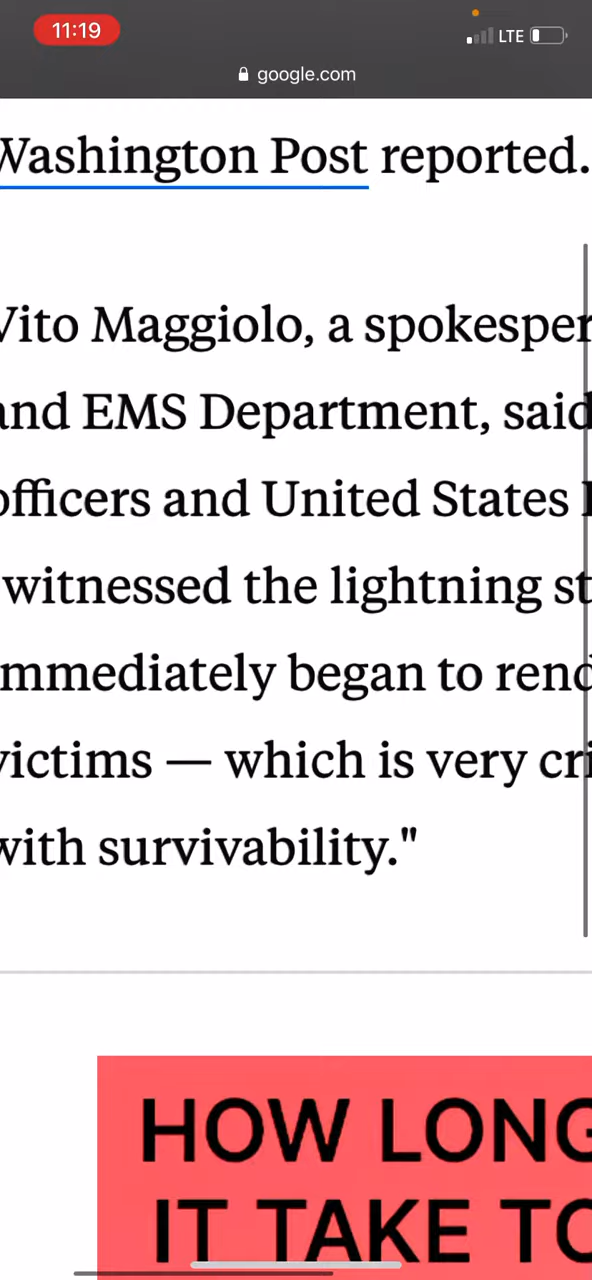 11:19
LTE
google.com
Washington Post reported.
Vito Maggiolo, a spokesper
and EMS Department, said
officers and United States
witnessed the lightning st
mmediately began to rend
victims — which is very cri
with survivability."
HOW LONG
IT TAKE TO